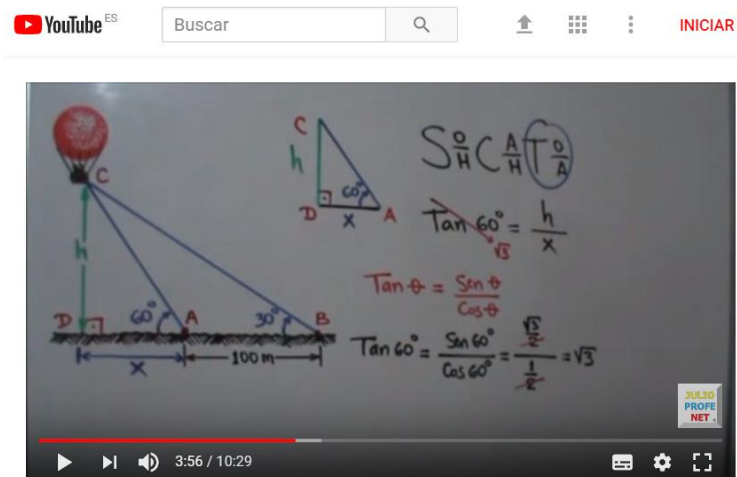 YouTube ES
Buscar
INICIAR
C
h
D
60°
A
30°
B
x
100m
C
h
60°
D
x
A
S O/H C A/H T O/A
Tan 60° = h/x
√3
Tan θ = Sen θ/Cos θ
Tan 60° = Sen 60°/Cos 60° = (√3/2)/(1/2) = √3
JULIO
PROFE
NET.
3:56 / 10:29